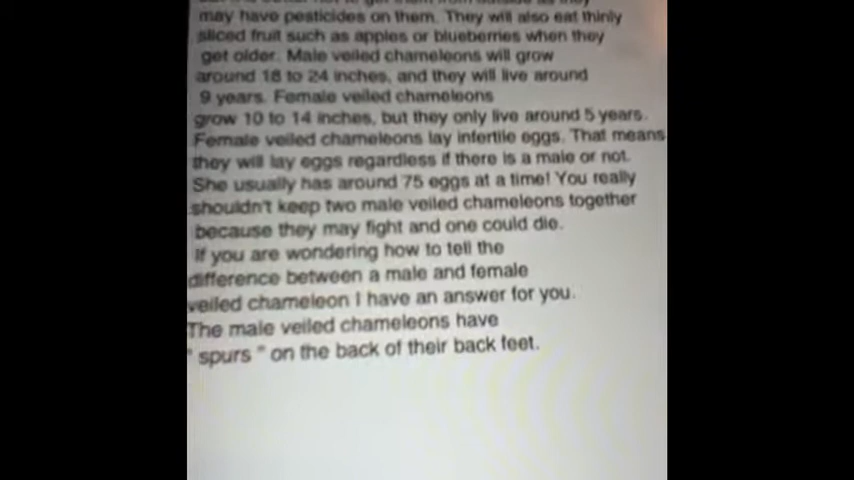 may have pesticides on them. They will also eat thinly
sliced fruit such as apples or blueberries when they
get older. Male veiled chameleons will grow
around 18 to 24 inches, and they will live around
9 years. Female veiled chameleons
grow 10 to 14 inches, but they only live around 5 years.
Female veiled chameleons lay infertile eggs. That means
they will lay eggs regardless if there is a male or not.
She usually has around 75 eggs at a time! You really
shouldn't keep two male veiled chameleons together
because they may fight and one could die.
If you are wondering how to tell the
difference between a male and female
veiled chameleon I have an answer for you.
The male veiled chameleons have
" spurs " on the back of their back feet.